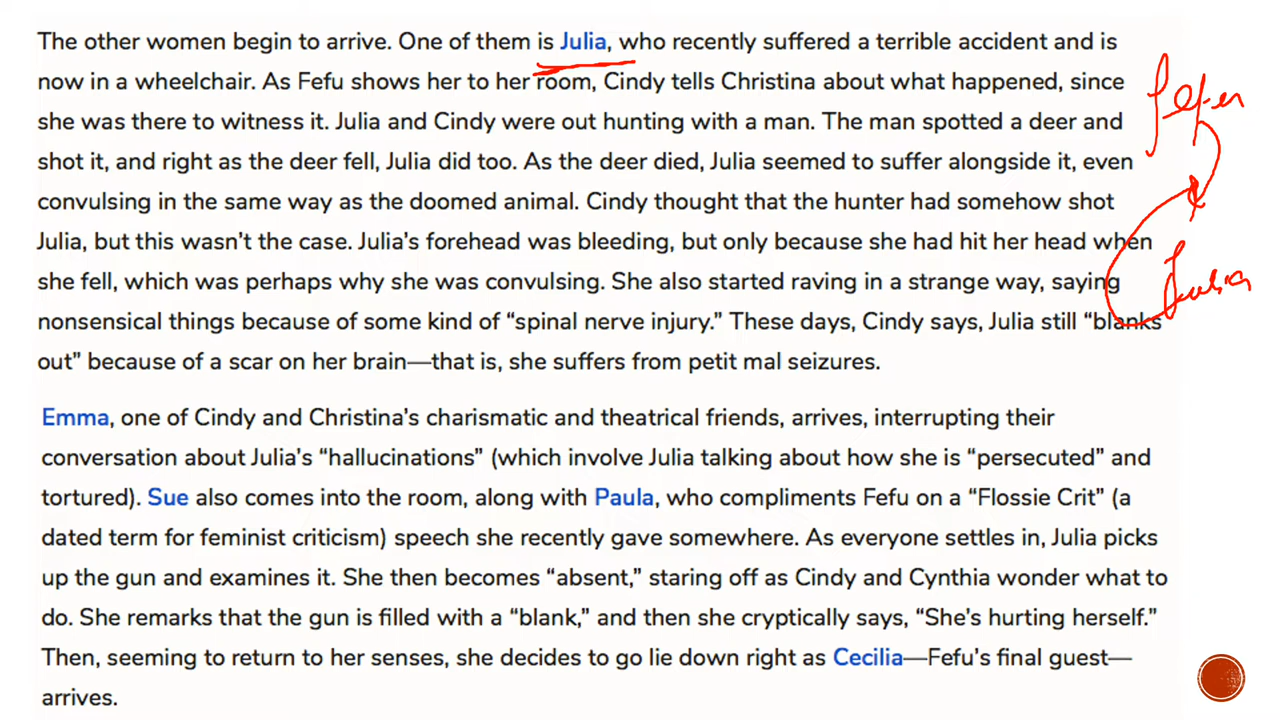 The other women begin to arrive. One of them is Julia, who recently suffered a terrible accident and is
now in a wheelchair. As Fefu shows her to her room, Cindy tells Christina about what happened, since
she was there to witness it. Julia and Cindy were out hunting with a man. The man spotted a deer and
shot it, and right as the deer fell, Julia did too. As the deer died, Julia seemed to suffer alongside it, even
convulsing in the same way as the doomed animal. Cindy thought that the hunter had somehow shot
Julia, but this wasn’t the case. Julia’s forehead was bleeding, but only because she had hit her head when
she fell, which was perhaps why she was convulsing. She also started raving in a strange way, saying
nonsensical things because of some kind of “spinal nerve injury.” These days, Cindy says, Julia still “blanks
out” because of a scar on her brain—that is, she suffers from petit mal seizures.
Emma, one of Cindy and Christina’s charismatic and theatrical friends, arrives, interrupting their
conversation about Julia’s “hallucinations” (which involve Julia talking about how she is “persecuted” and
tortured). Sue also comes into the room, along with Paula, who compliments Fefu on a “Flossie Crit” (a
dated term for feminist criticism) speech she recently gave somewhere. As everyone settles in, Julia picks
up the gun and examines it. She then becomes “absent,” staring off as Cindy and Cynthia wonder what to
do. She remarks that the gun is filled with a “blank,” and then she cryptically says, “She’s hurting herself.”
Then, seeming to return to her senses, she decides to go lie down right as Cecilia—Fefu’s final guest—
arrives.
Julia